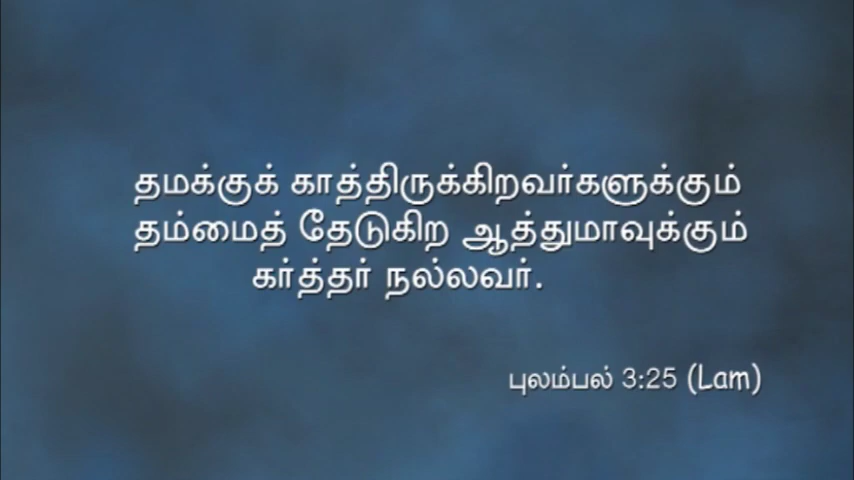 தமக்குக் காத்திருக்கிறவர்களுக்கும்
தம்மைத் தேடுகிற ஆத்துமாவுக்கும்
கர்த்தர் நல்லவர்.
புலம்பல் 3:25 (Lam)